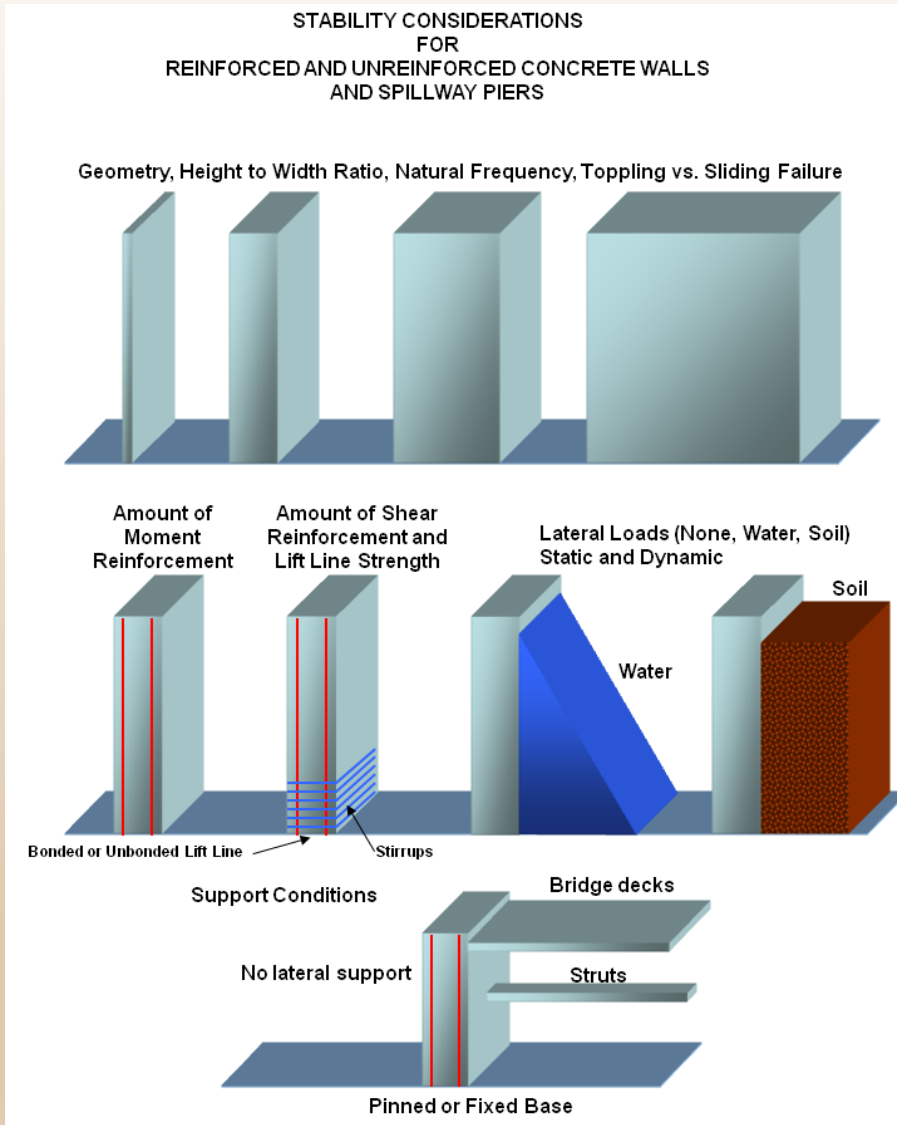 STABILITY CONSIDERATIONS
FOR
REINFORCED AND UNREINFORCED CONCRETE WALLS
AND SPILLWAY PIERS
Geometry, Height to Width Ratio, Natural Frequency, Toppling vs. Sliding Failure
Amount of
Moment
Reinforcement
Amount of Shear
Reinforcement and
Lift Line Strength
Lateral Loads (None, Water, Soil)
Static and Dynamic
Soil
Water
Bonded or Unbonded Lift Line
Stirrups
Support Conditions
Bridge decks
No lateral support
Struts
Pinned or Fixed Base